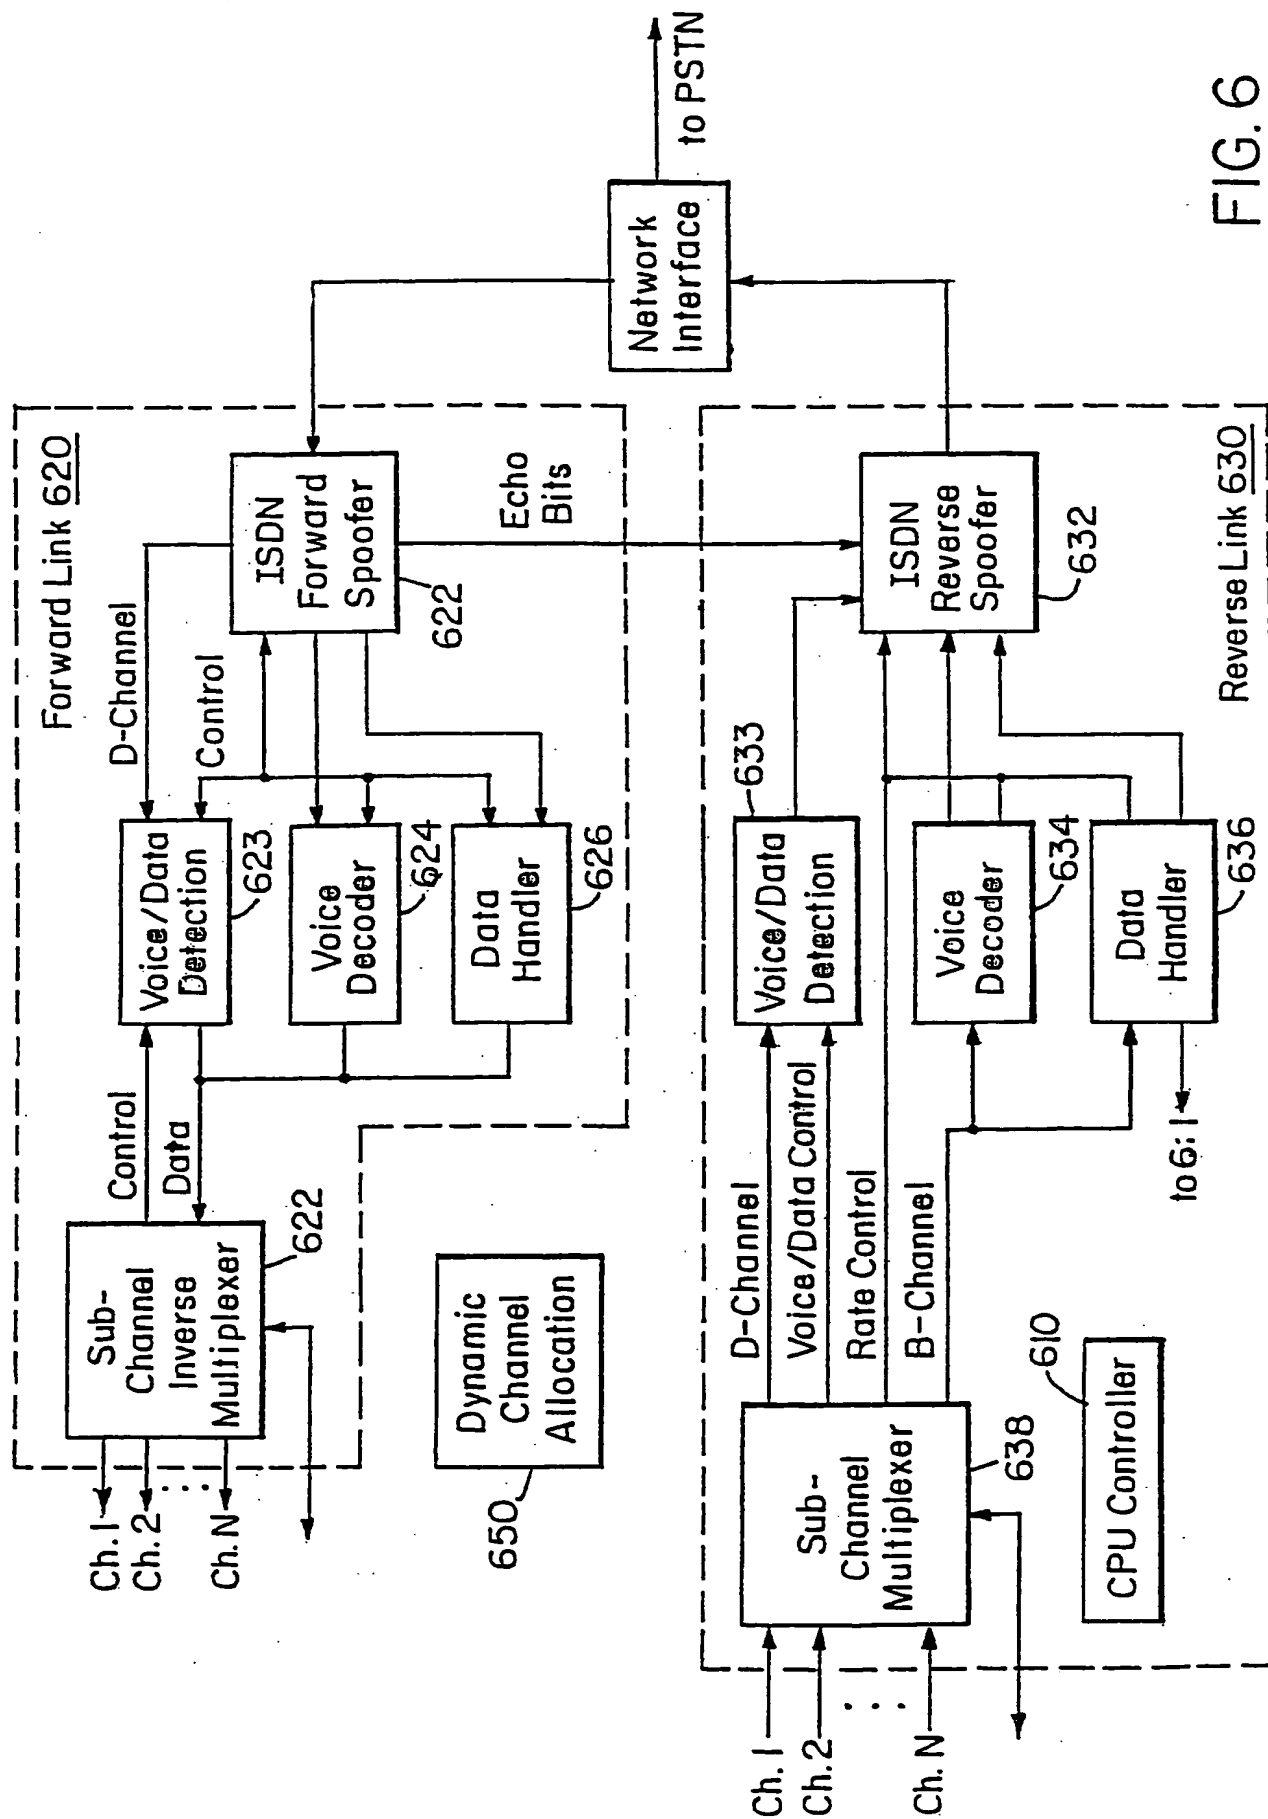 Forward Link 620
Ch. 1
Ch. 2
Ch. N
Sub-
Channel
Inverse
Multiplexer
622
Control
Data
Voice/Data
Detection
623
D-Channel
Control
Voice
Decoder
624
Data
Handler
626
ISDN
Forward
Spoofer
622
Echo
Bits
Network
Interface
to PSTN
Dynamic
Channel
Allocation
650
Ch. 1
Ch. 2
Ch. N
Sub-
Channel
Multiplexer
638
D-Channel
Voice/Data Control
Rate Control
B-Channel
Voice/Data
Detection
633
Voice
Decoder
634
Data
Handler
636
to 6:1
ISDN
Reverse
Spoofer
632
CPU Controller
610
Reverse Link 630
FIG. 6